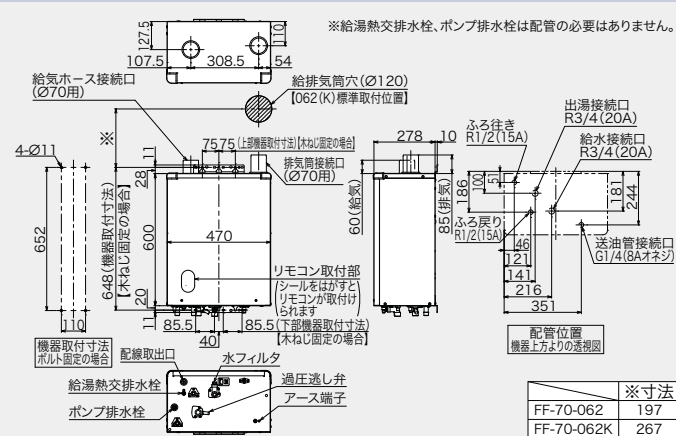 ※給湯熱交排水栓、ポンプ排水栓は配管の必要はありません。
127.5
110
107.5
308.5
54
給気ホース接続口
(Ø70用)
給排気筒穴(Ø120)
【062(K)標準取付位置】
※
4-Ø11
11
28
7575
(上部機器取付寸法)【木ねじ固定の場合】
排気筒接続口
(Ø70用)
278
10
60(給気)
85(排気)
652
648(機器取付寸法)
【木ねじ固定の場合】
600
470
リモコン取付部
(シールをはがすと
リモコンが取付け
られます)
20
11
110
85.5
40
85.5
(下部機器取付寸法)
【木ねじ固定の場合】
機器取付寸法
ボルト固定の場合
ふろ往き
R1/2(15A)
出湯接続口
R3/4(20A)
給水接続口
R3/4(20A)
186
100
5
181
244
ふろ戻り
R1/2(15A)
46
121
141
216
351
送油管接続口
G1/4(8Aオネジ)
配管位置
機器上方よりの透視図
配線取出口
水フィルタ
給湯熱交排水栓
過圧逃し弁
ポンプ排水栓
アース端子
※寸法
FF-70-062 197
FF-70-062K 267